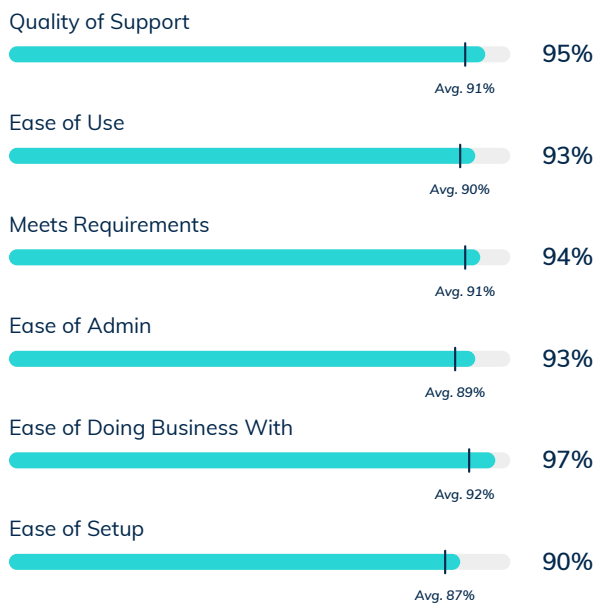 Quality of Support
95%
Avg. 91%
Ease of Use
93%
Avg. 90%
Meets Requirements
94%
Avg. 91%
Ease of Admin
93%
Avg. 89%
Ease of Doing Business With
97%
Avg. 92%
Ease of Setup
90%
Avg. 87%